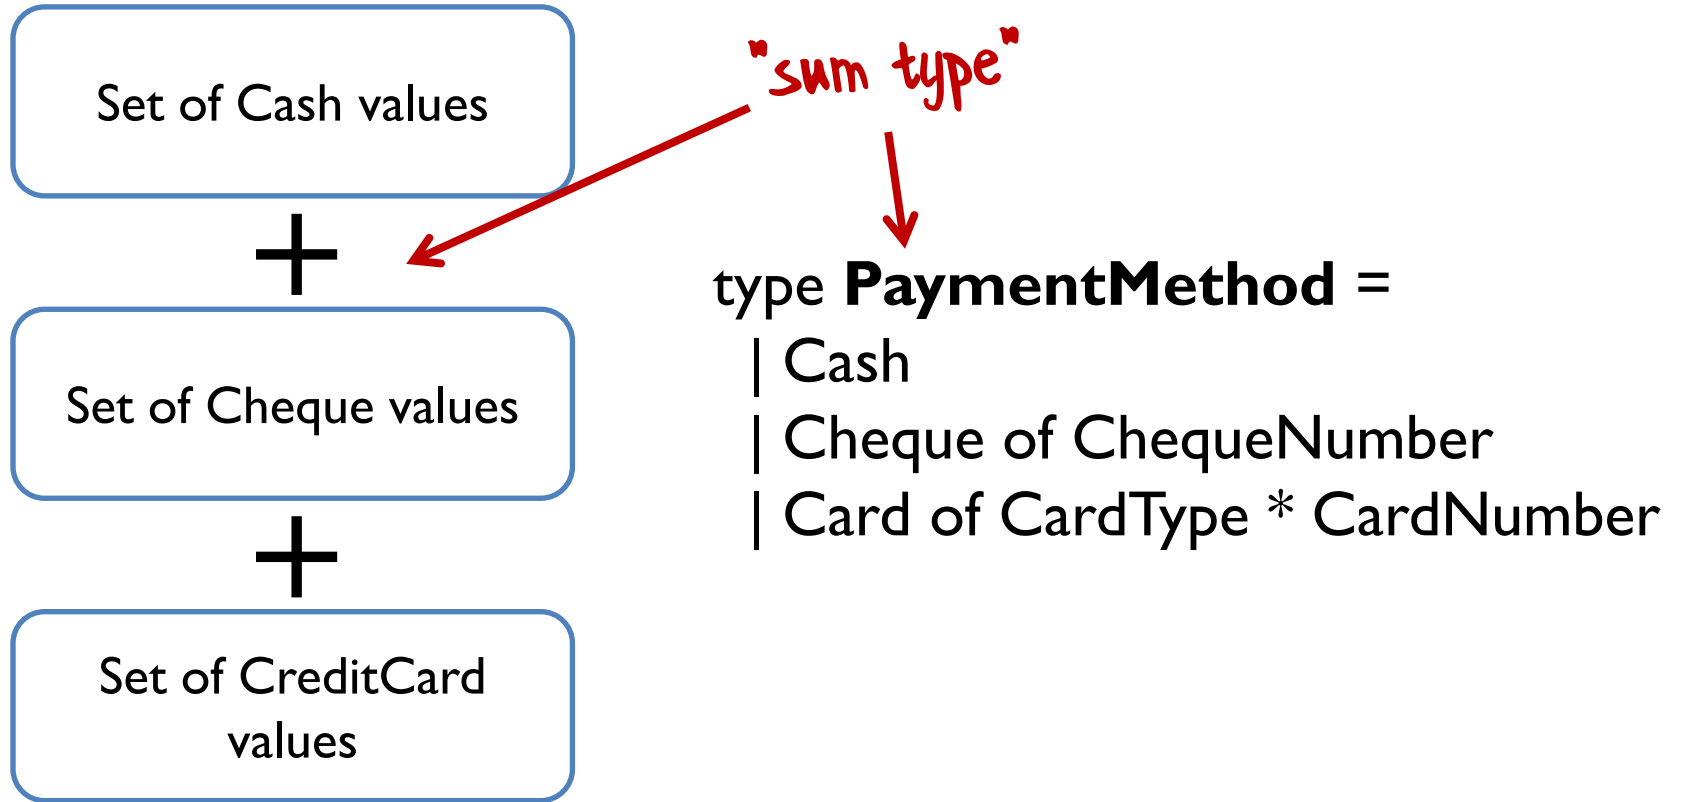 Set of Cash values
+
Set of Cheque values
+
Set of CreditCard
values
"sum type"
type PaymentMethod =
| Cash
| Cheque of ChequeNumber
| Card of CardType * CardNumber